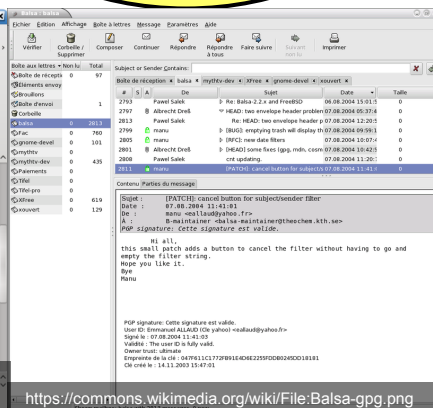 Balsa - balsa
Fichier Édition Affichage Boîte à lettres Message Paramètres Aide
Vérifier Corbeille / Supprimer Composer Continuer Répondre Répondre à tous Faire suivre Suivant non lu Imprimer
Boîte aux lettres Non lu Total
Boîte de réceptic 0 97
Éléments envoy
Brouillons
Boîte d'envoi 1
Corbeille
balsa 0 2813
Fac 0 760
gnome-devel 0 101
mythtv
mythtv-dev 0 435
Paiements 0
Tifel 0
Tifel-pro 0
XFree 0 619
xouvert 0 129
Subject or Sender Contains:
Boîte de réception balsa mythtv-dev XFree gnome-devel xouvert
# S A De Sujet Date Taille
2793 Pawel Salek Re: Balsa-2.2.x and FreeBSD 06.08.2004 15:01:5 0
2797 Albrecht Dreß HEAD: two envelope header problem 07.08.2004 05:37:4 0
2813 Pawel Salek Re: HEAD: two envelope header p 07.08.2004 12:20:5 0
2799 manu [BUG]: emptying trash will display th 07.08.2004 09:59:1 0
2805 manu [RFC]: new date filters 07.08.2004 10:07:4 0
2801 Albrecht Dreß [HEAD] some fixes (gpg, mdn, cosm 07.08.2004 10:42:5 0
2808 Pawel Salek cnt updating. 07.08.2004 11:20: 0
2811 manu [PATCH]: cancel button for subject/s 07.08.2004 11:41: 0
Contenu Parties du message
Sujet : [PATCH]: cancel button for subject/sender filter
Date : 07.08.2004 11:41:01
De : manu <eallaud@yahoo.fr>
À : B-maintainer <balsa-maintainer@theochem.kth.se>
PGP signature: Cette signature est valide.
Hi all,
this small patch adds a button to cancel the filter without having to go and
empty the filter string.
Hope you like it.
Bye
Manu
PGP signature: Cette signature est valide.
User ID: Emmanuel ALLAUD (Cle yahoo) <eallaud@yahoo.fr>
Signé le : 07.08.2004 11:41:03
Validité : The user ID is fully valid.
Owner trust: ultimate
Empreinte de la clé : 047F611C1772FB91E4D6E2255FDDB0245DD18181
Clé créé le : 14.11.2003 15:47:01
https://commons.wikimedia.org/wiki/File:Balsa-gpg.png